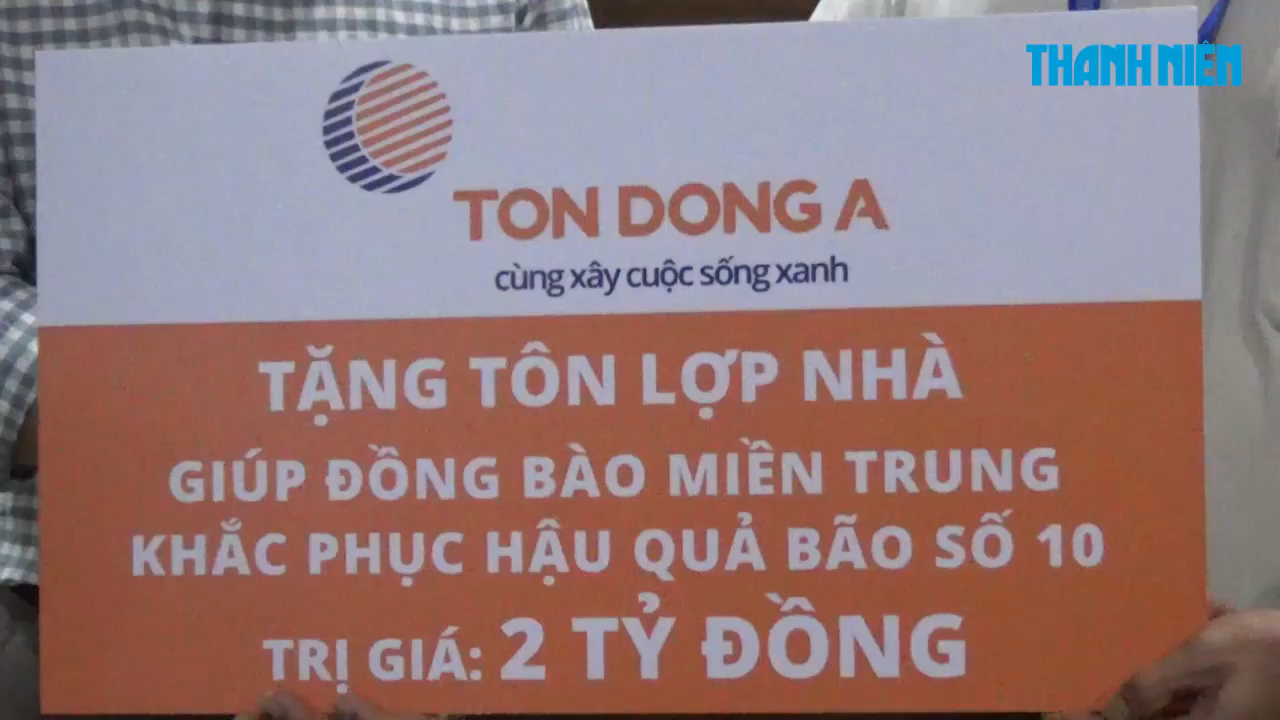 THANH NIÊN
TON DONG A
cùng xây cuộc sống xanh
TẶNG TÔN LỢP NHÀ
GIÚP ĐỒNG BÀO MIỀN TRUNG
KHẮC PHỤC HẬU QUẢ BÃO SỐ 10
TRỊ GIÁ: 2 TỶ ĐỒNG